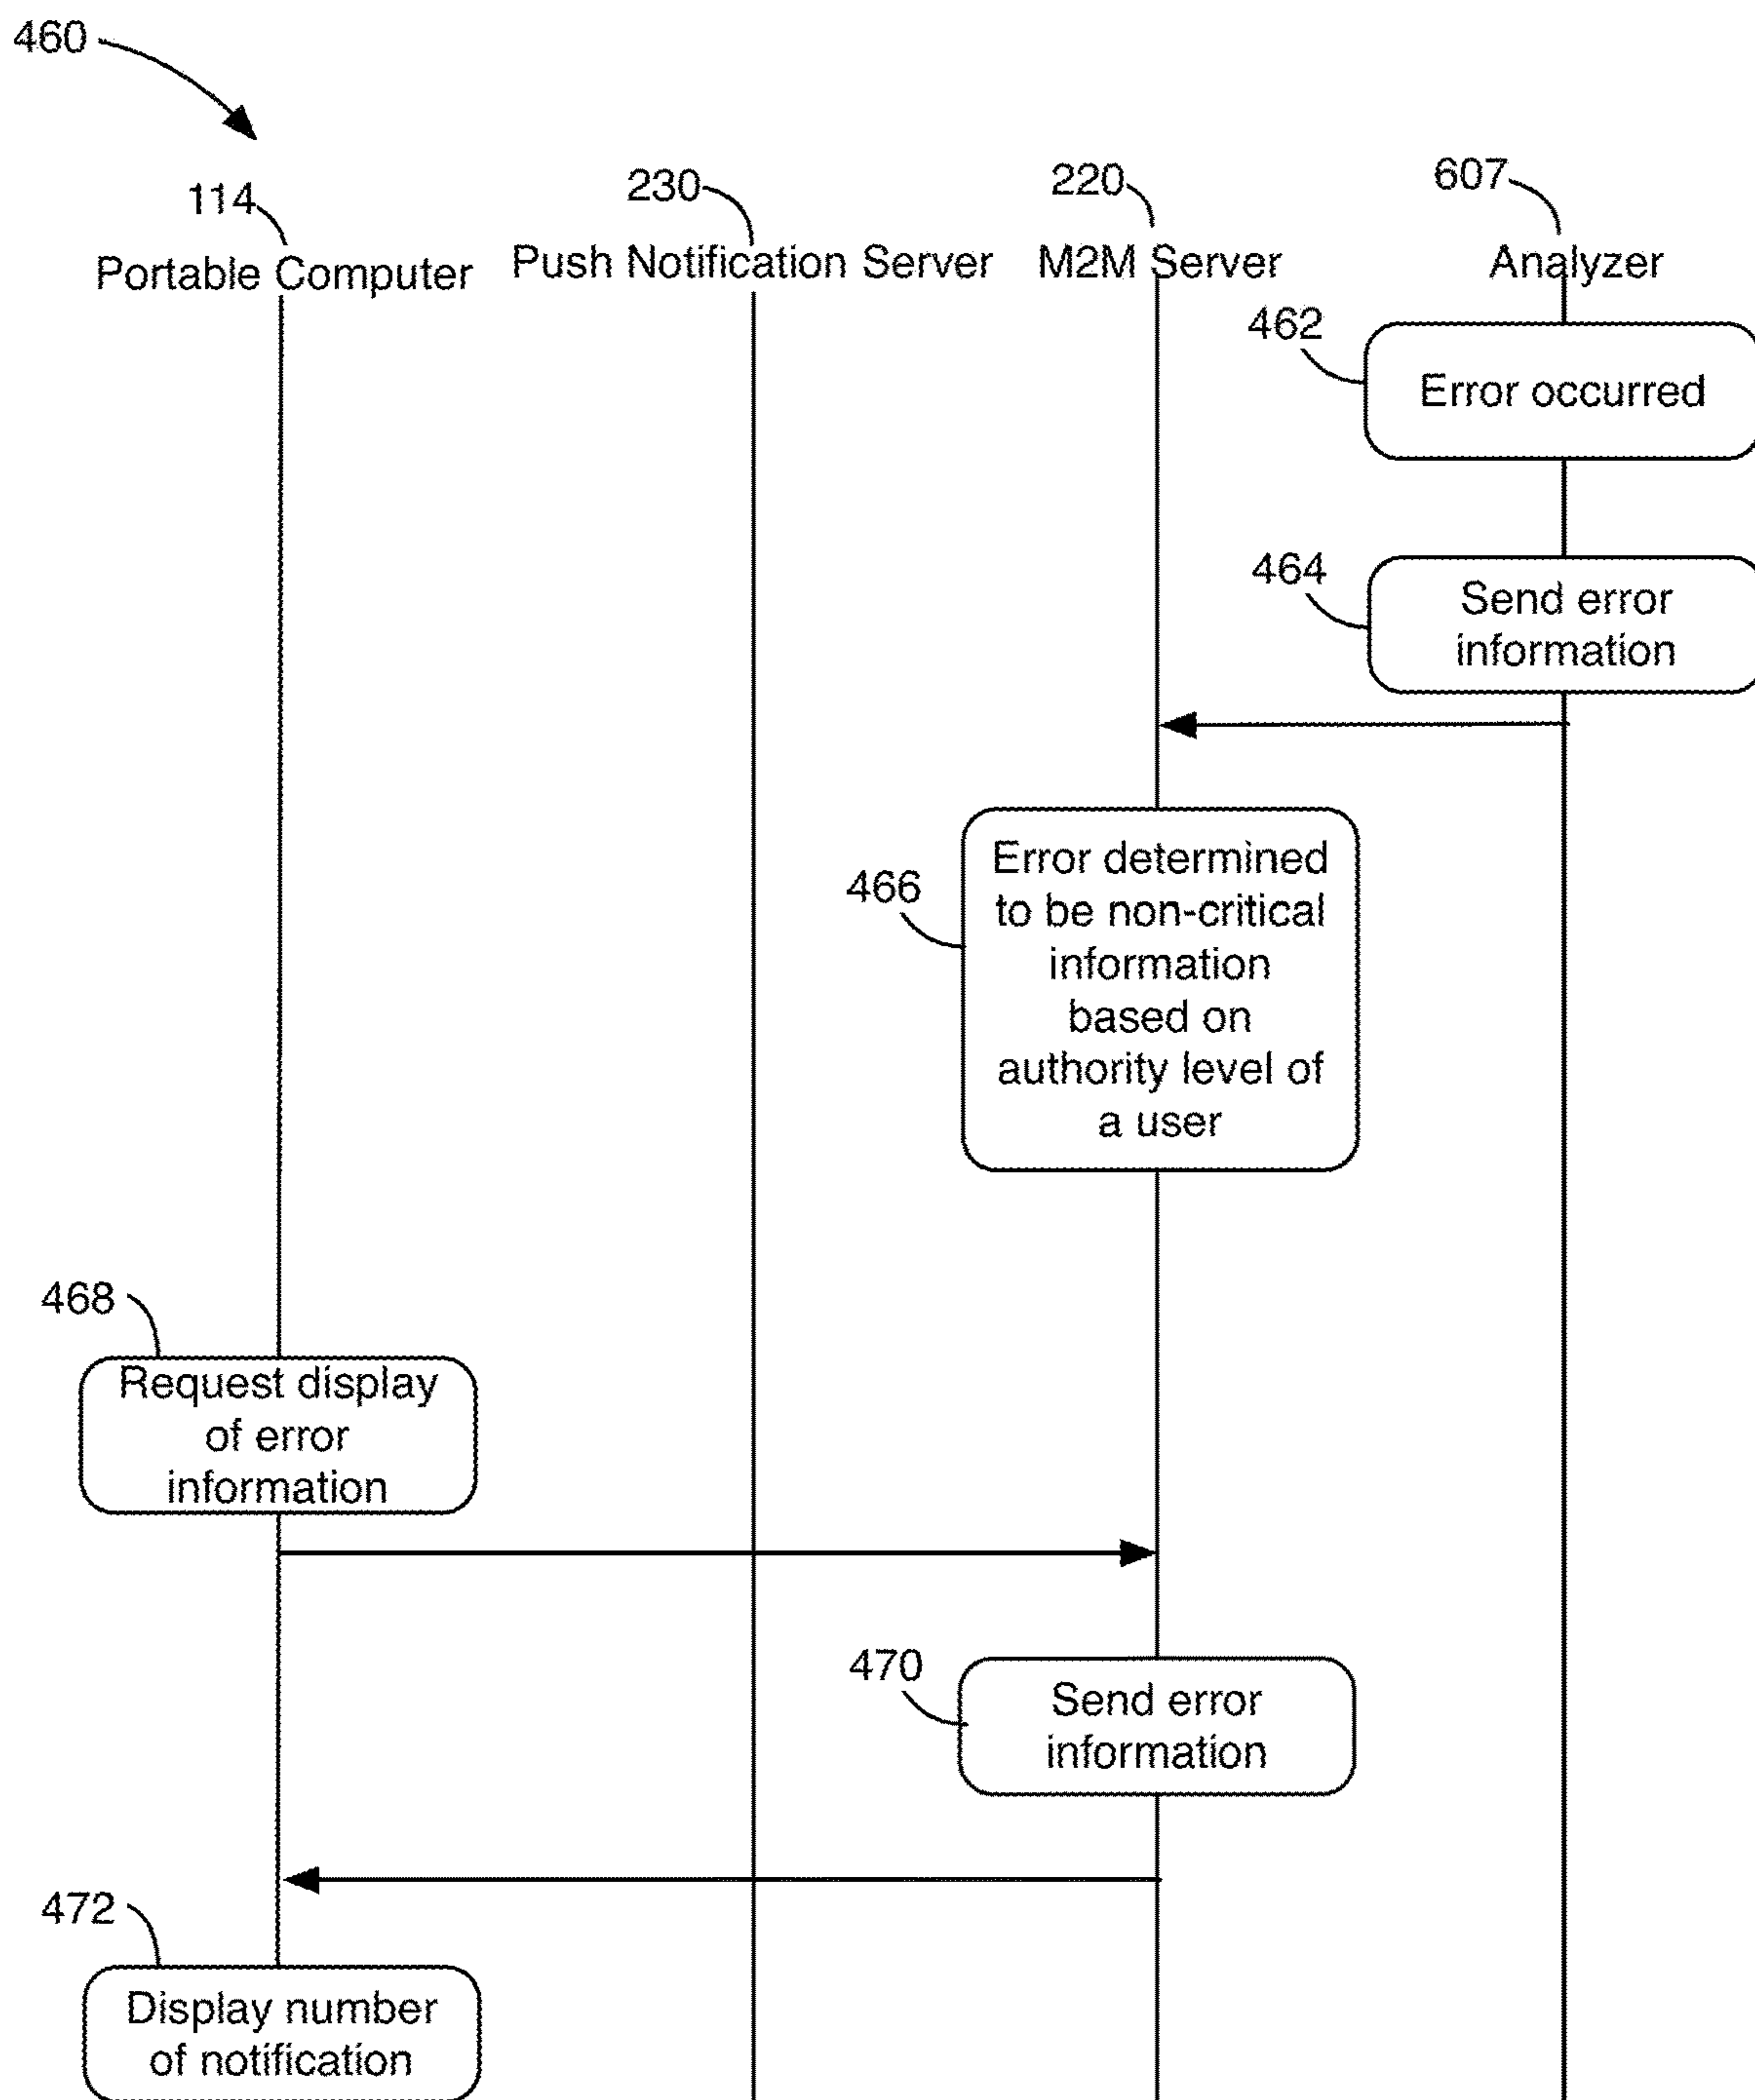 460
114
230
220
607
Portable Computer
Push Notification Server
M2M Server
Analyzer
462
Error occurred
464
Send error
information
466
Error determined
to be non-critical
information
based on
authority level of
a user
468
Request display
of error
information
470
Send error
information
472
Display number
of notification